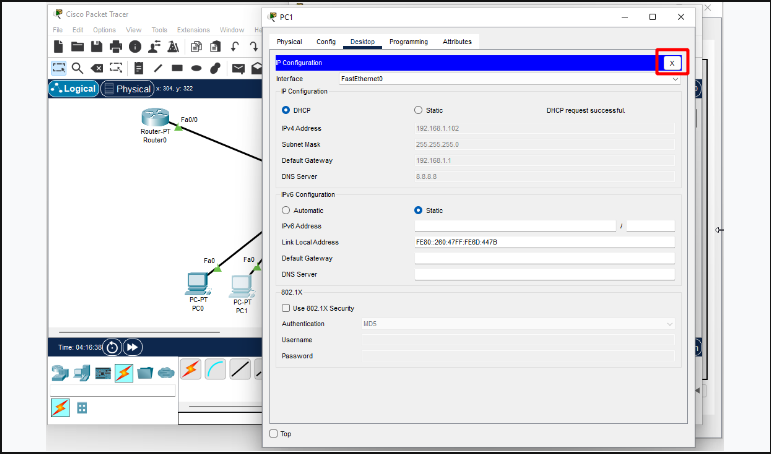 Cisco Packet Tracer
File Edit Options View Tools Extensions Window
Logical
Physical
x: 304, y: 322
Fa0/0
Router-PT
Router0
Fa0
Fa0
PC-PT
PC0
PC-PT
PC1
Time: 04:16:38
PC1
Physical Config Desktop Programming Attributes
IP Configuration
X
Interface FastEthernet0
IP Configuration
DHCP Static DHCP request successful.
IPv4 Address 192.168.1.102
Subnet Mask 255.255.255.0
Default Gateway 192.168.1.1
DNS Server 8.8.8.8
IPv6 Configuration
Automatic Static
IPv6 Address /
Link Local Address FE80::260:47FF:FE6D:447B
Default Gateway
DNS Server
802.1X
Use 802.1X Security
Authentication MD5
Username
Password
Top